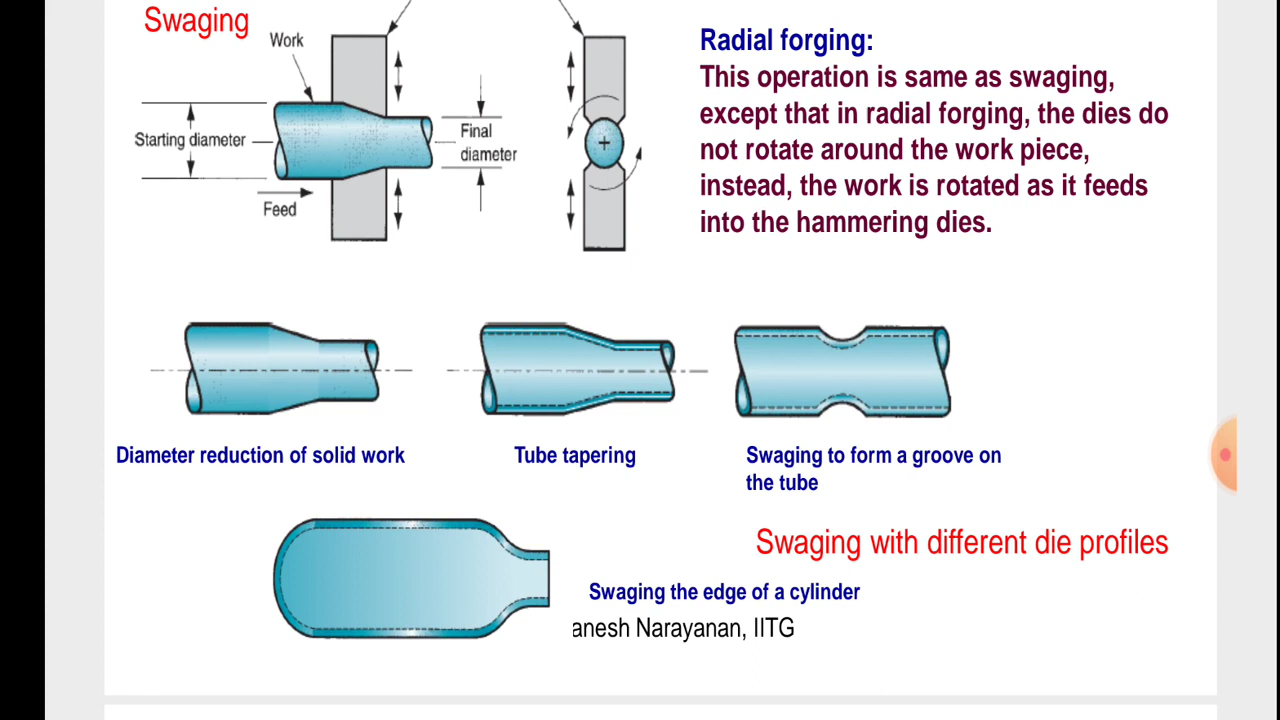 Swaging
Work
Starting diameter
Final
diameter
Feed
Radial forging:
This operation is same as swaging,
except that in radial forging, the dies do
not rotate around the work piece,
instead, the work is rotated as it feeds
into the hammering dies.
Diameter reduction of solid work
Tube tapering
Swaging to form a groove on
the tube
Swaging with different die profiles
Swaging the edge of a cylinder
anesh Narayanan, IITG